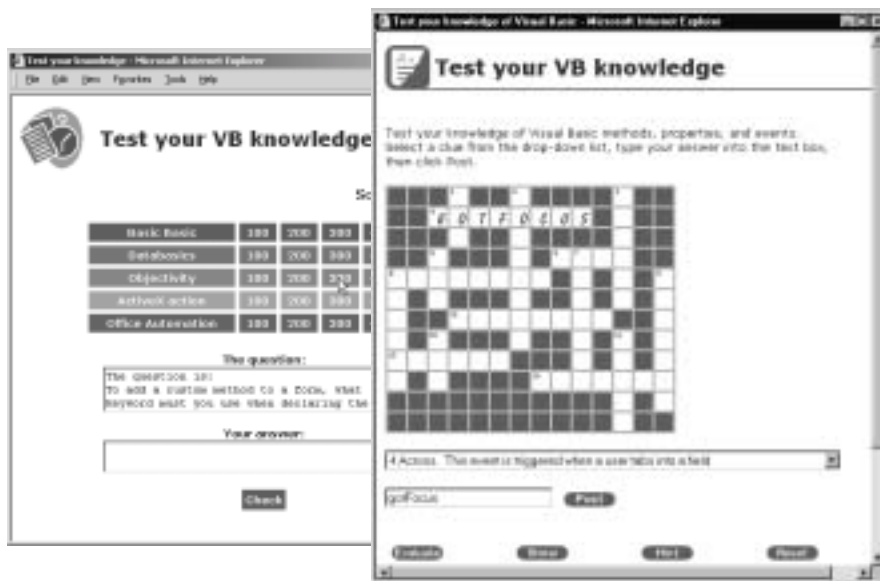 Test your knowledge - Microsoft Internet Explorer
File Edit View Favorites Tools Help
Test your VB knowledge
Sc
Basic Basic 100 200 300
Databasics 100 200 300
Objectivity 100 200
ActiveX action 100 200 300
Office Automation 100 200 300
The question:
The question is:
To add a custom method to a form, what
keyword must you use when declaring the
Your answer:
Check
Test your knowledge of Visual Basic - Microsoft Internet Explorer
Test your VB knowledge
Test your knowledge of Visual Basic methods, properties, and events.
Select a clue from the drop-down list, type your answer into the text box,
then click Post.
G O T F O C U S
4 Across. This event is triggered when a user tabs into a field
gotFocus
Post
Evaluate Hint Reset